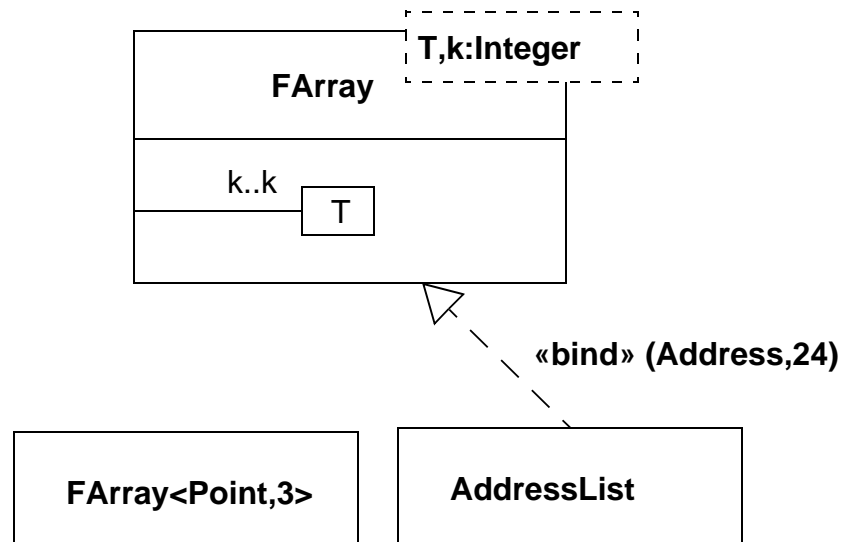 T,k:Integer
FArray
k..k
T
«bind» (Address,24)
FArray<Point,3>
AddressList